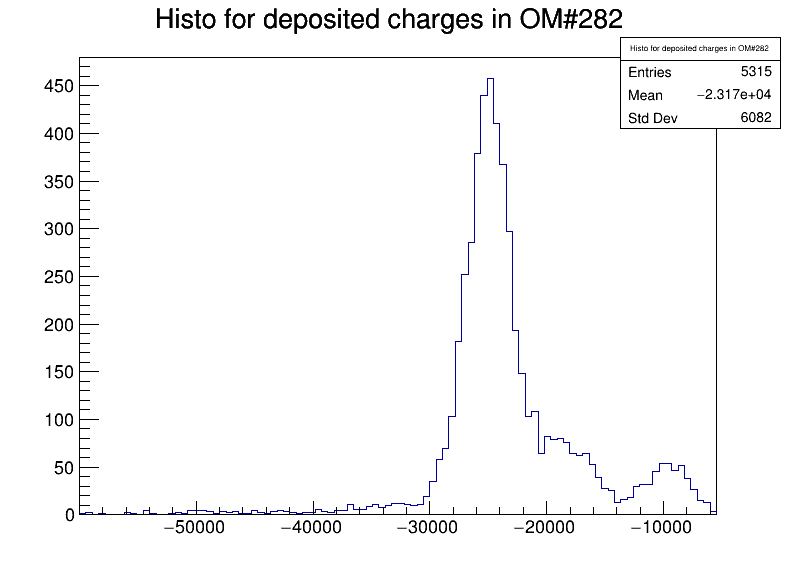 Histo for deposited charges in OM#282
Histo for deposited charges in OM#282
Entries 5315
Mean −2.317e+04
Std Dev 6082
450
400
350
300
250
200
150
100
50
0
−50000 −40000 −30000 −20000 −10000